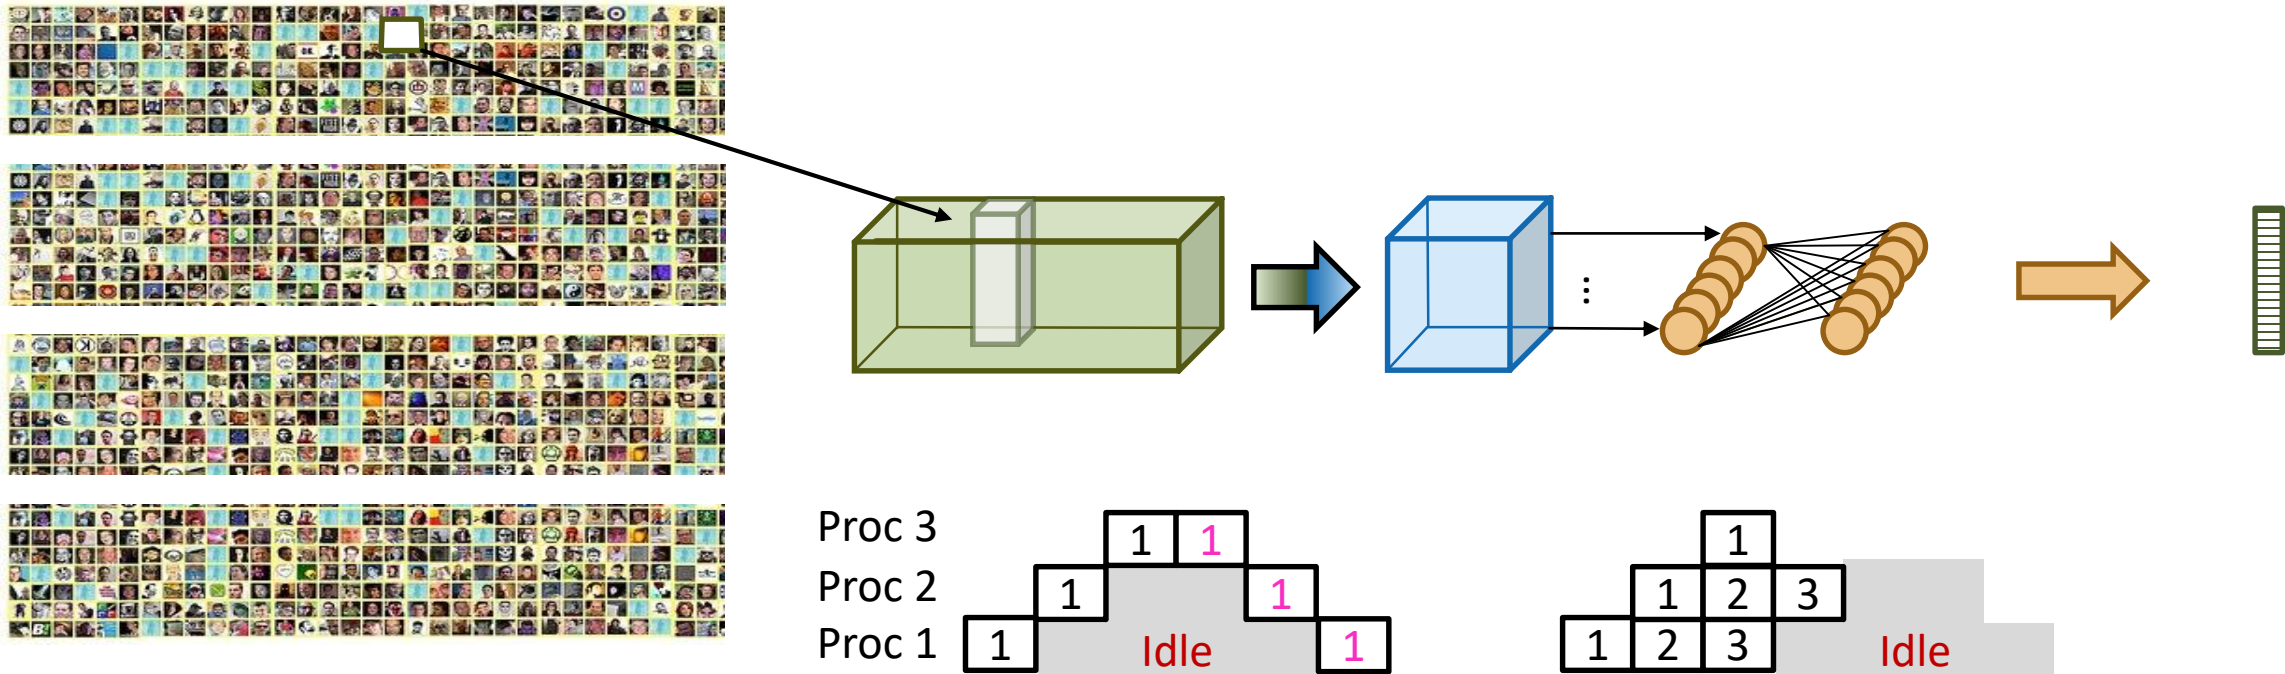 ⋮
Proc 3 1 1 1
Proc 2 1 1 1 2 3
Proc 1 1 Idle 1 1 2 3 Idle